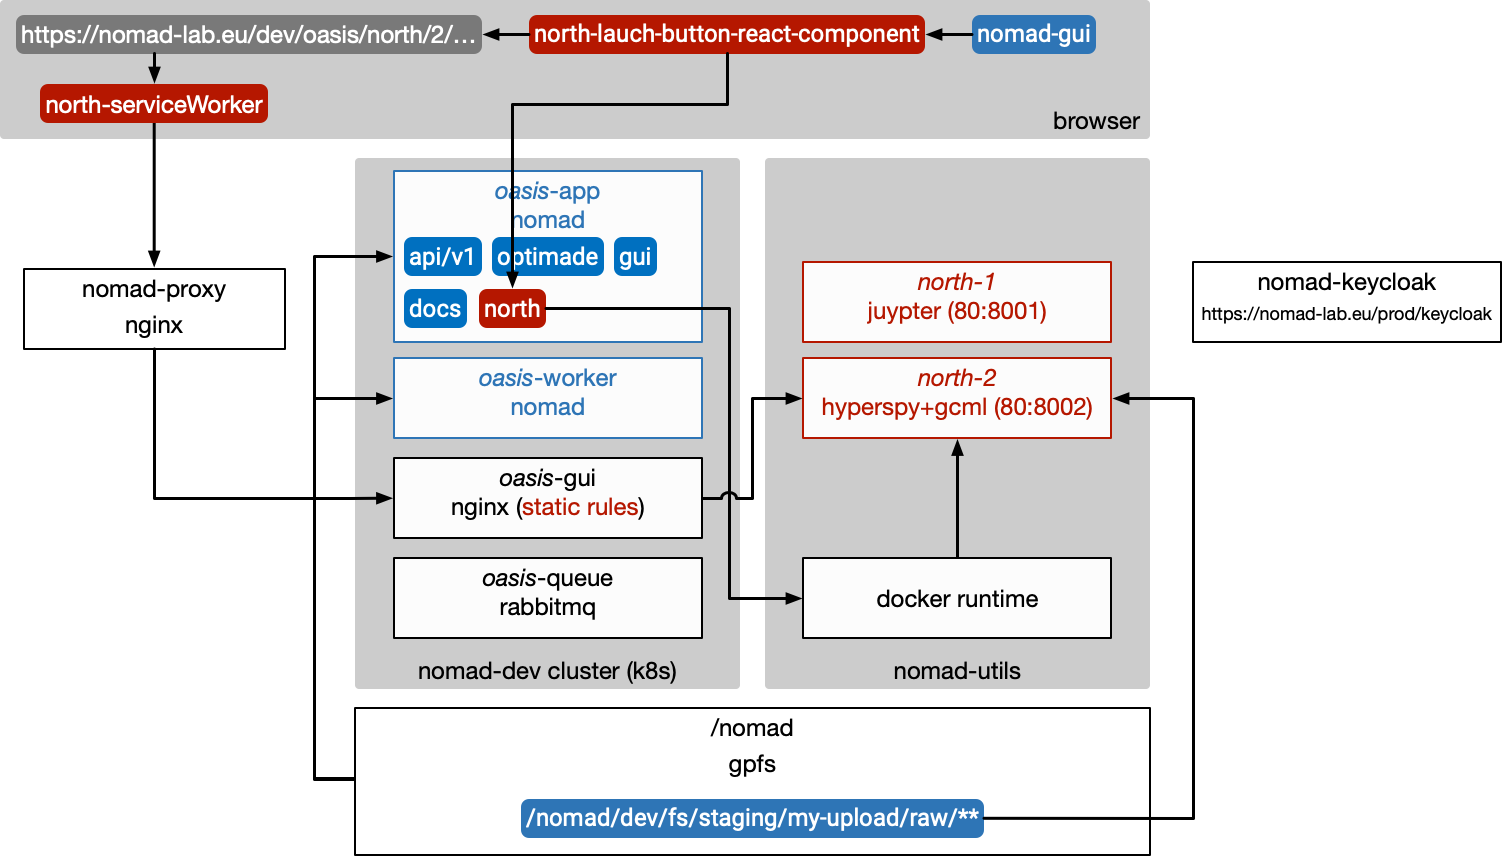 https://nomad-lab.eu/dev/oasis/north/2/...
north-lauch-button-react-component
nomad-gui
north-serviceWorker
browser
oasis-app
nomad
api/v1
optimade
gui
docs
north
nomad-proxy
nginx
north-1
juypter (80:8001)
nomad-keycloak
https://nomad-lab.eu/prod/keycloak
oasis-worker
nomad
north-2
hyperspy+gcml (80:8002)
oasis-gui
nginx (static rules)
oasis-queue
rabbitmq
docker runtime
nomad-dev cluster (k8s)
nomad-utils
/nomad
gpfs
/nomad/dev/fs/staging/my-upload/raw/**